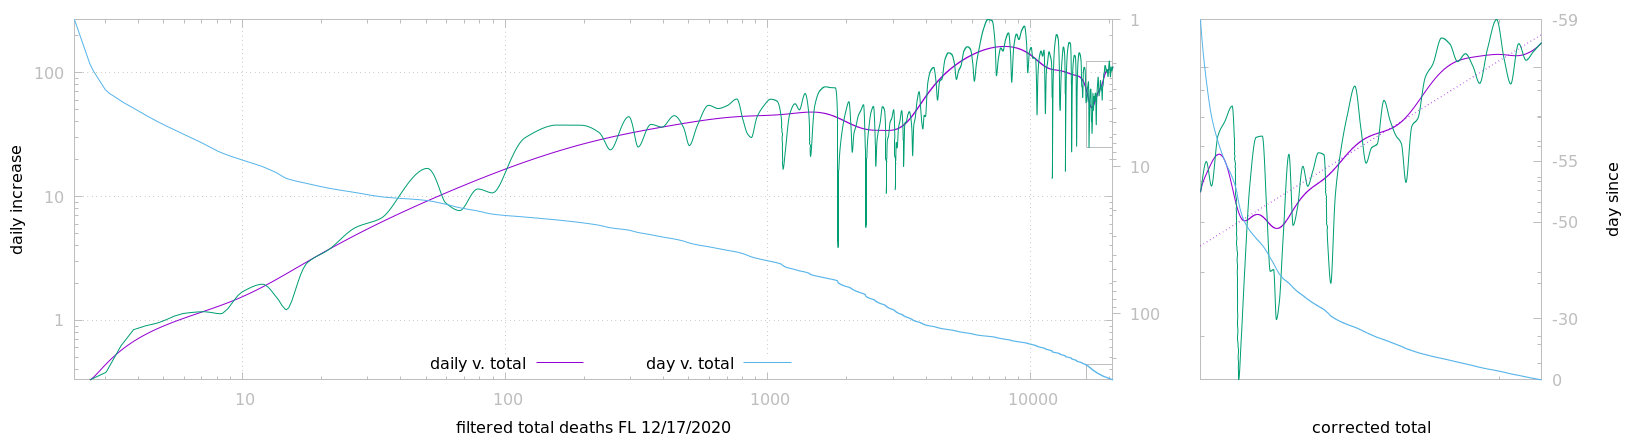 daily increase
100
10
1
daily v. total
day v. total
10
100
1000
10000
filtered total deaths FL 12/17/2020
1
10
100
-59
-55
-50
-30
0
day since
corrected total